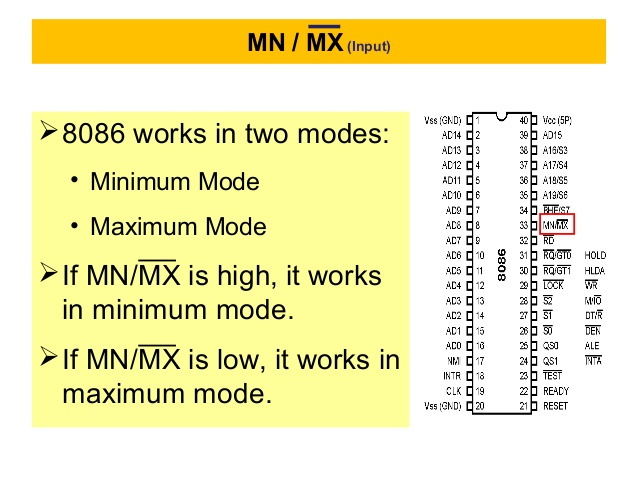 MN / MX (Input)
➢8086 works in two modes:
• Minimum Mode
• Maximum Mode
➢If MN/MX is high, it works
in minimum mode.
➢If MN/MX is low, it works in
maximum mode.
8086
Vss (GND) 1 40 Vcc (5P)
AD14 2 39 AD15
AD13 3 38 A16/S3
AD12 4 37 A17/S4
AD11 5 36 A18/S5
AD10 6 35 A19/S6
AD9 7 34 BHE/S7
AD8 8 33 MN/MX
AD7 9 32 RD
AD6 10 31 RQ/GT0 HOLD
AD5 11 30 RQ/GT1 HLDA
AD4 12 29 LOCK WR
AD3 13 28 S2 M/IO
AD2 14 27 S1 DT/R
AD1 15 26 S0 DEN
AD0 16 25 QS0 ALE
NMI 17 24 QS1 INTA
INTR 18 23 TEST
CLK 19 22 READY
Vss (GND) 20 21 RESET